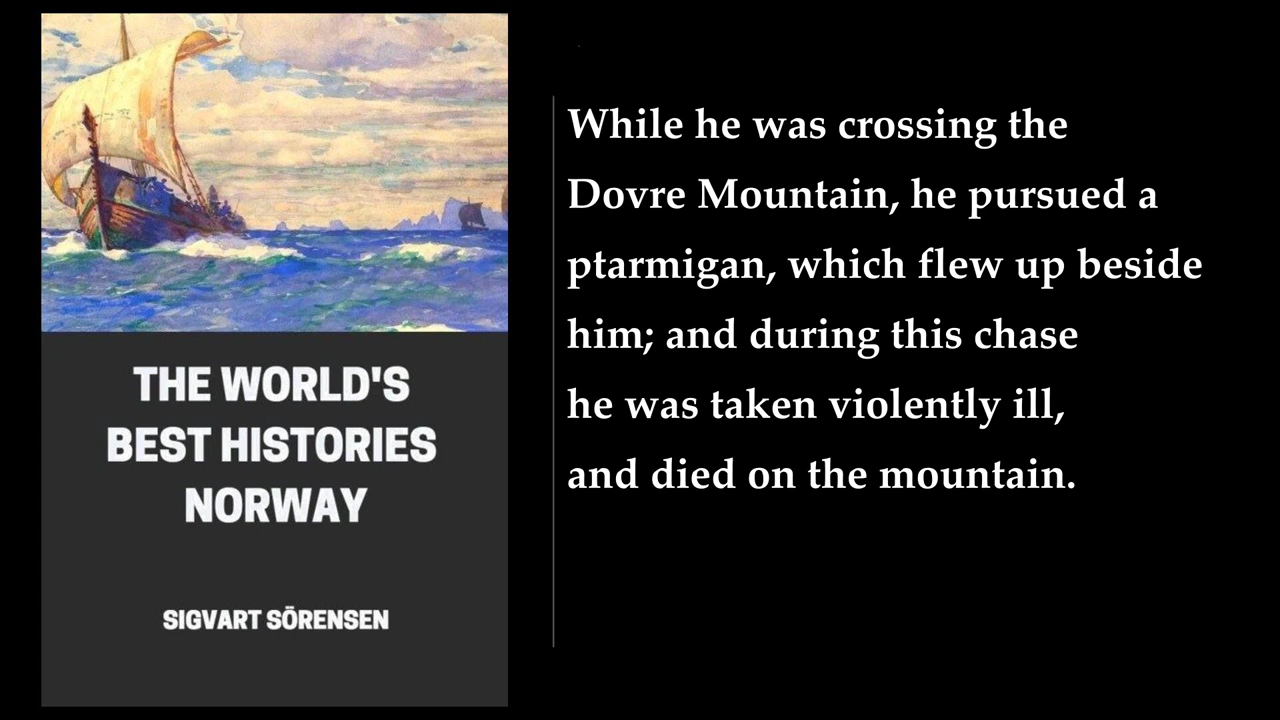 THE WORLD'S
BEST HISTORIES
NORWAY
SIGVART SÖRENSEN
While he was crossing the
Dovre Mountain, he pursued a
ptarmigan, which flew up beside
him; and during this chase
he was taken violently ill,
and died on the mountain.